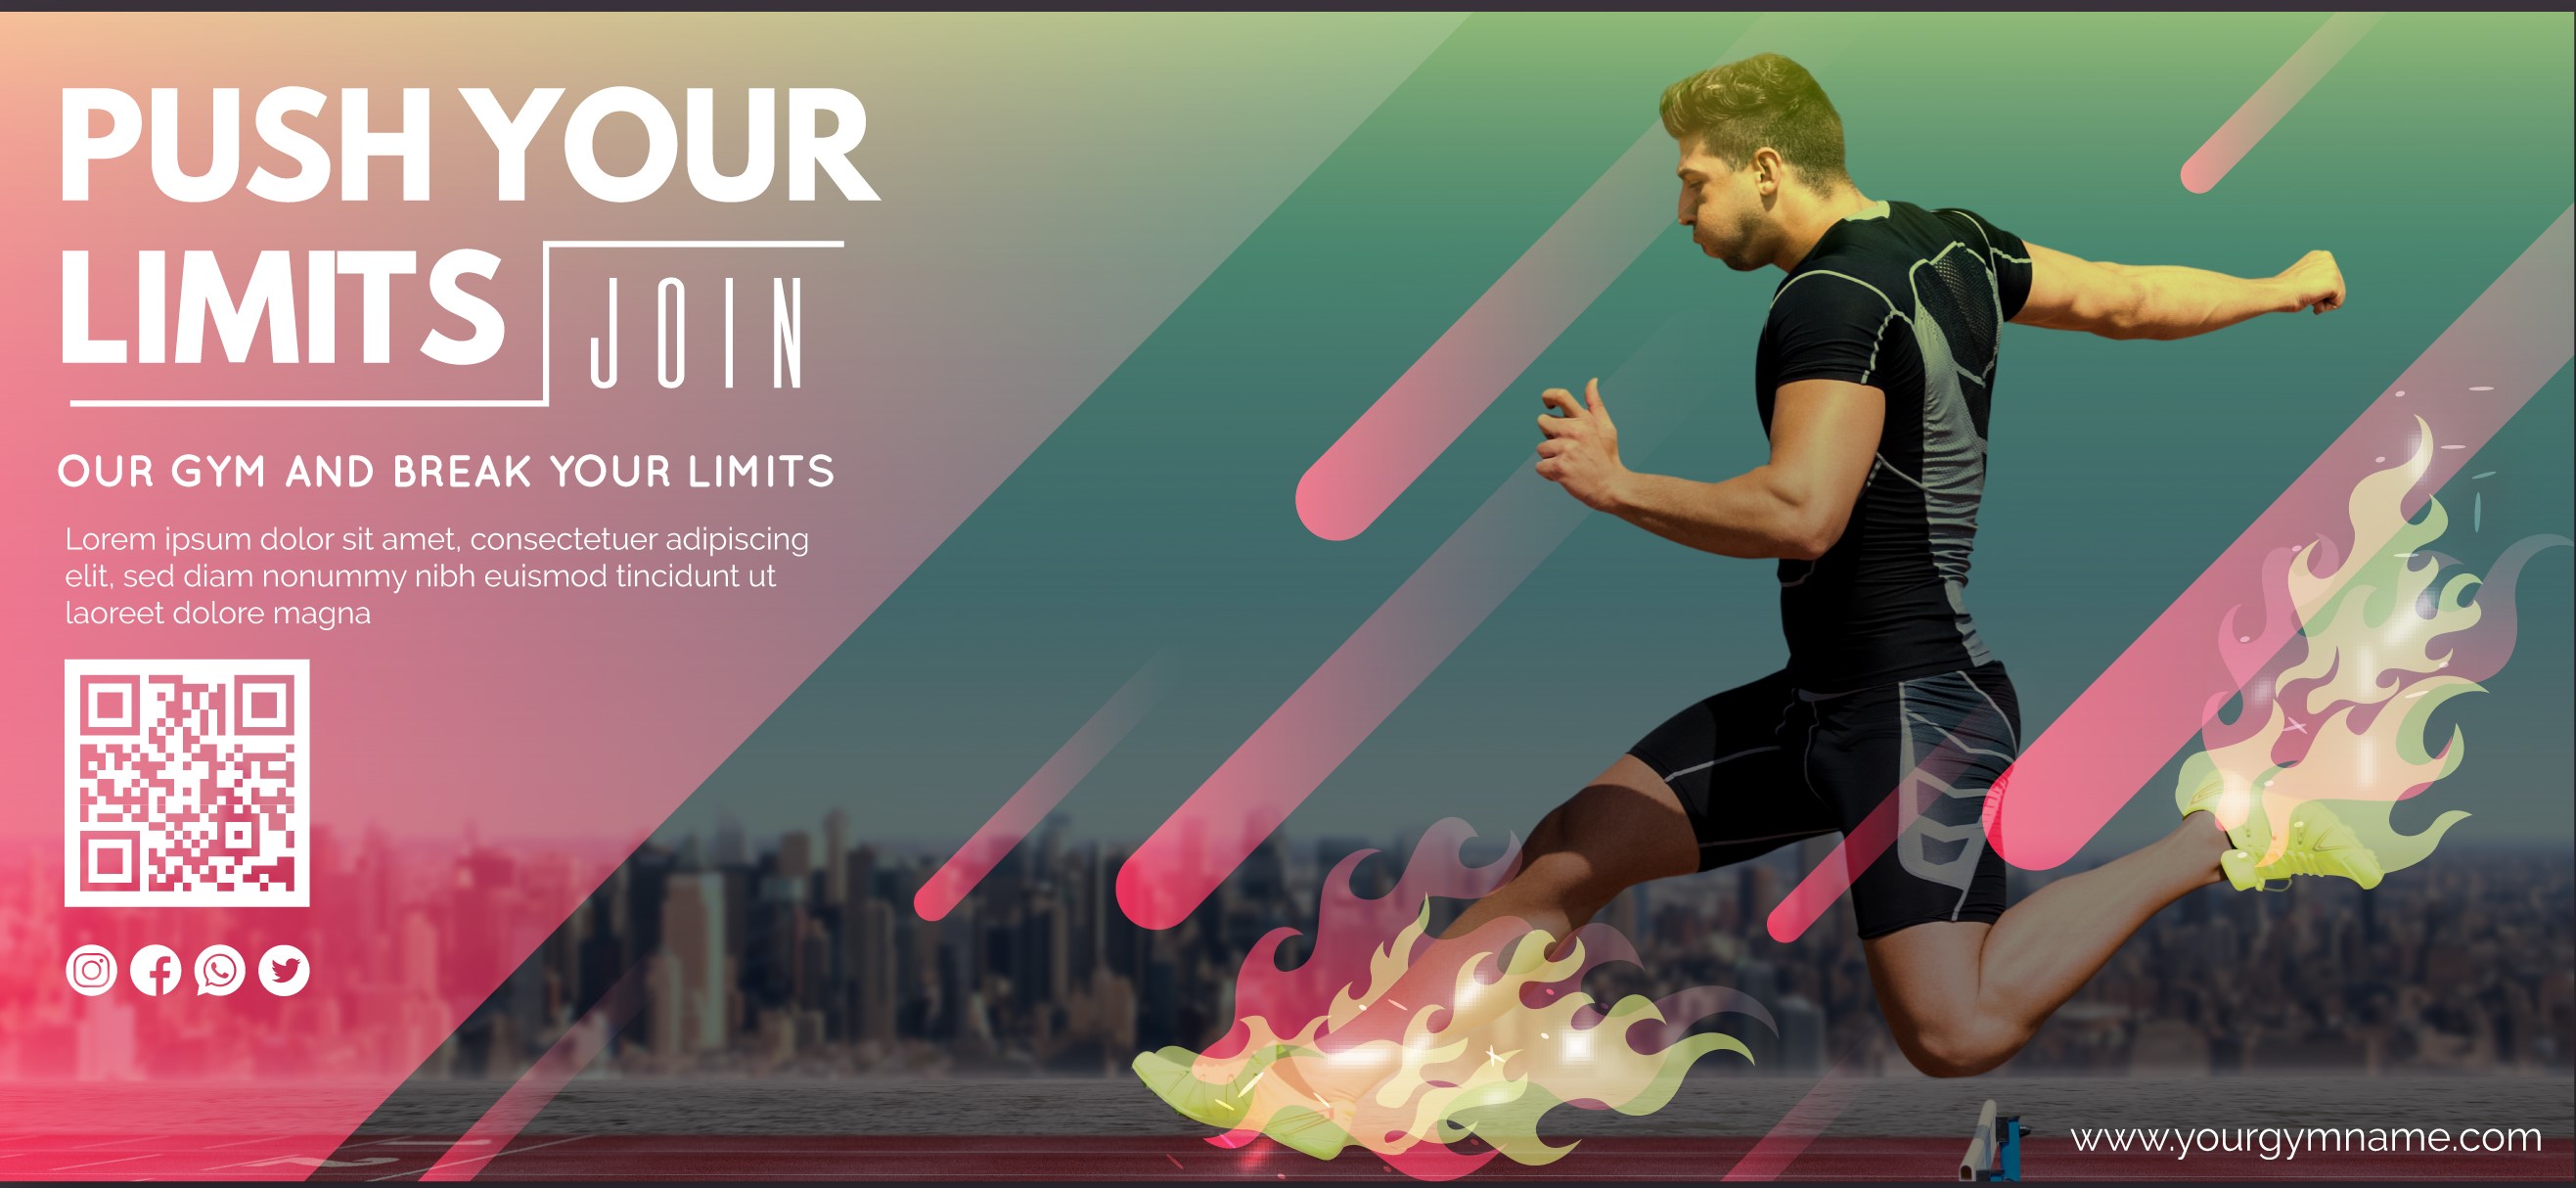 PUSH YOUR
LIMITS
JOIN
OUR GYM AND BREAK YOUR LIMITS
Lorem ipsum dolor sit amet, consectetuer adipiscing
elit, sed diam nonummy nibh euismod tincidunt ut
laoreet dolore magna
www.yourgymname.com